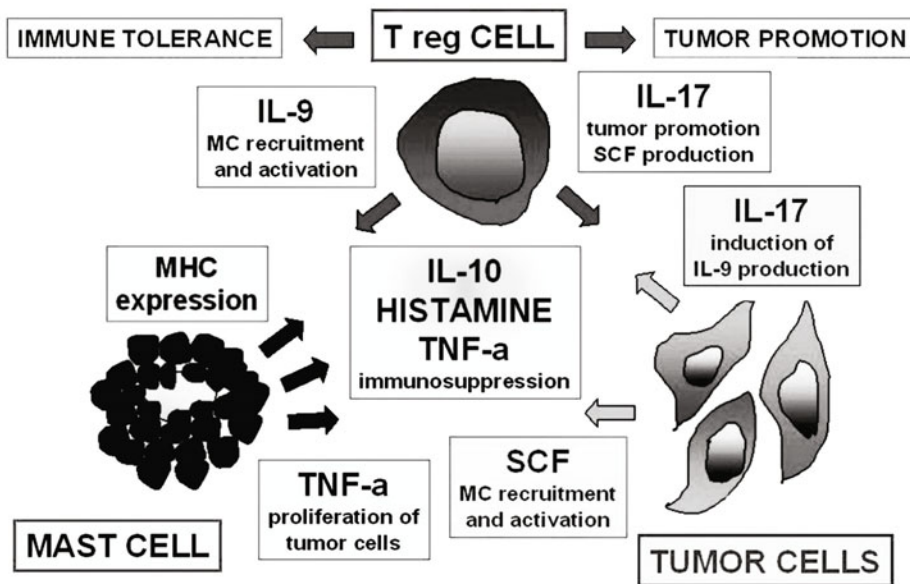 IMMUNE TOLERANCE
T reg CELL
TUMOR PROMOTION
IL-9
MC recruitment
and activation
IL-17
tumor promotion
SCF production
IL-17
induction of
IL-9 production
MHC
expression
IL-10
HISTAMINE
TNF-a
immunosuppression
TNF-a
proliferation of
tumor cells
SCF
MC recruitment
and activation
MAST CELL
TUMOR CELLS